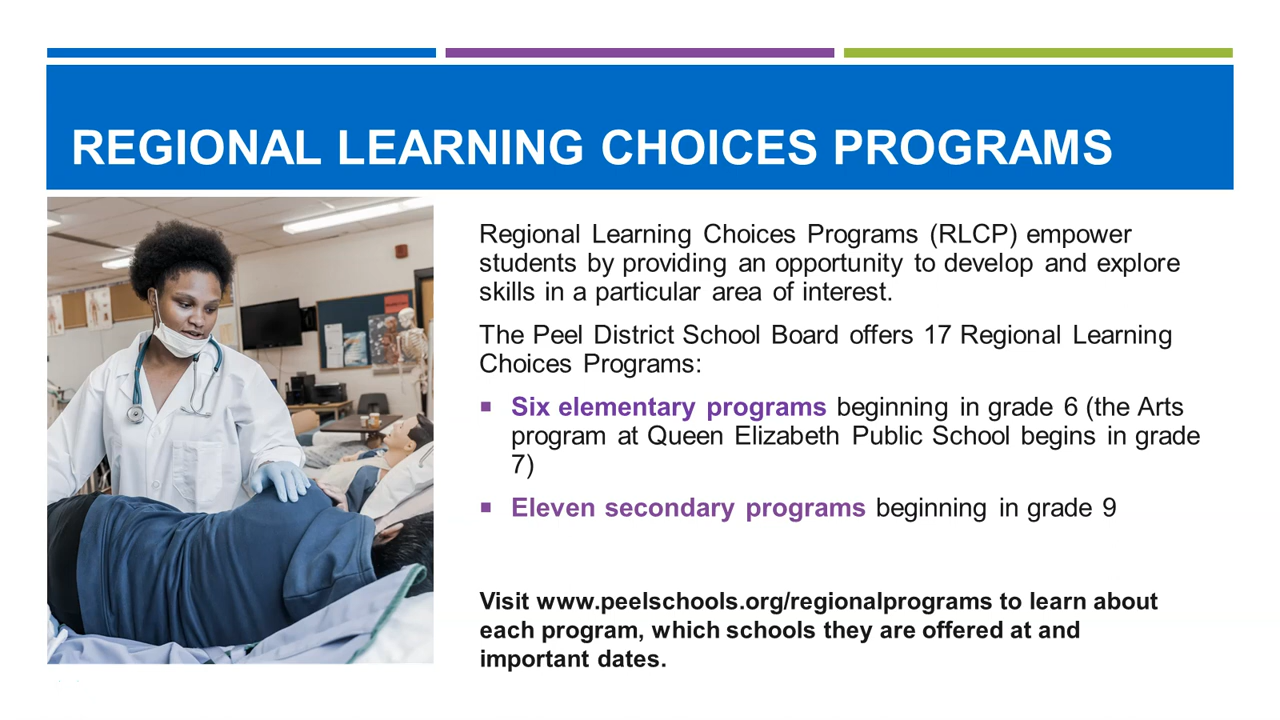 REGIONAL LEARNING CHOICES PROGRAMS
Regional Learning Choices Programs (RLCP) empower
students by providing an opportunity to develop and explore
skills in a particular area of interest.
The Peel District School Board offers 17 Regional Learning
Choices Programs:
▪ Six elementary programs beginning in grade 6 (the Arts
program at Queen Elizabeth Public School begins in grade
7)
▪ Eleven secondary programs beginning in grade 9
Visit www.peelschools.org/regionalprograms to learn about
each program, which schools they are offered at and
important dates.